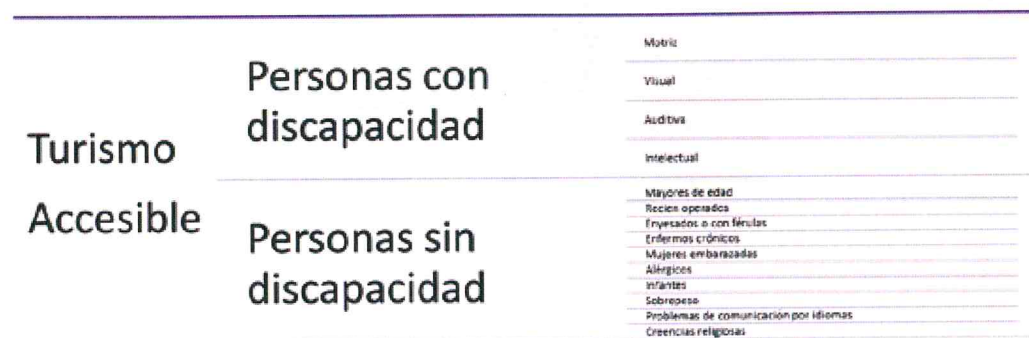 Turismo
Accesible
Personas con
discapacidad
Motriz
Visual
Auditiva
Intelectual
Personas sin
discapacidad
Mayores de edad
Recien operados
Enyesados o con férulas
Enfermos crónicos
Mujeres embarazadas
Alérgicos
Infantes
Sobrepeso
Problemas de comunicación por idiomas
Creencias religiosas